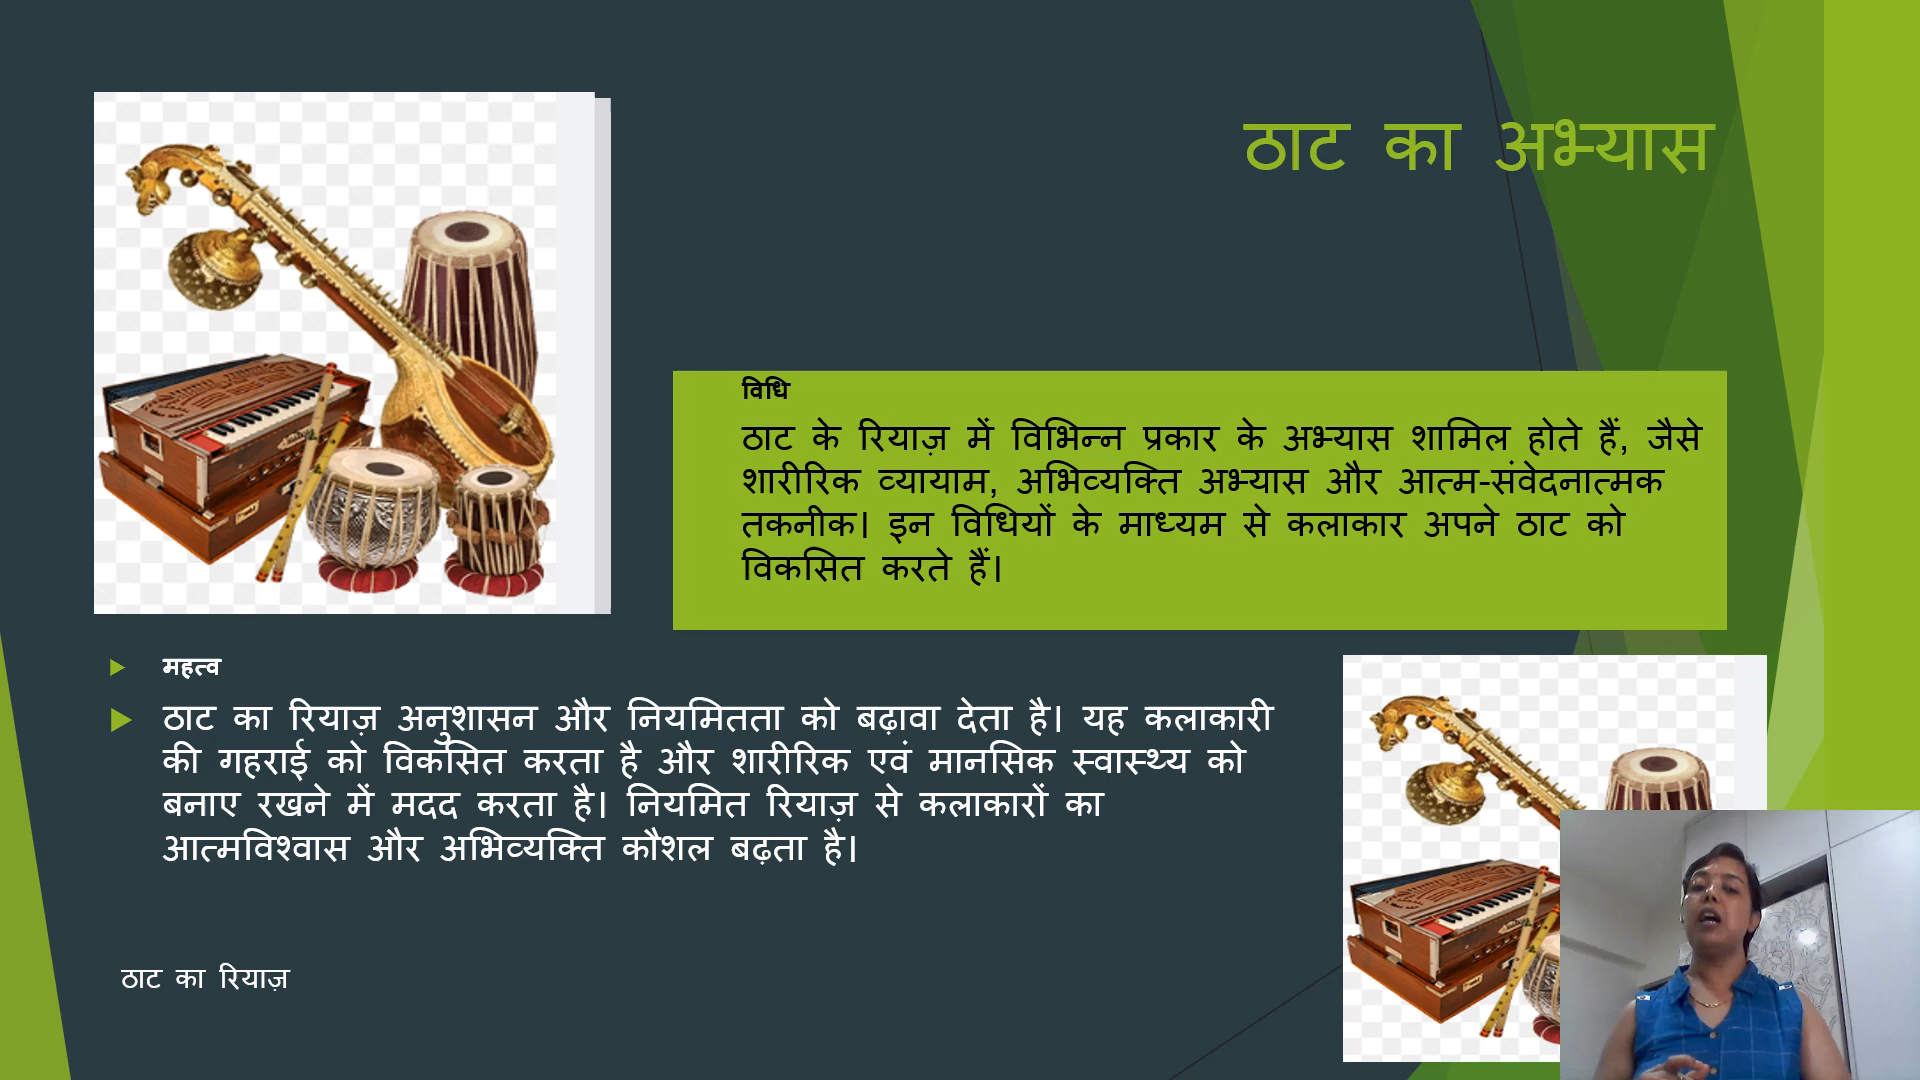 ठाट का अभ्यास
विधि
ठाट के रियाज़ में विभिन्न प्रकार के अभ्यास शामिल होते हैं, जैसे
शारीरिक व्यायाम, अभिव्यक्ति अभ्यास और आत्म-संवेदनात्मक
तकनीक। इन विधियों के माध्यम से कलाकार अपने ठाट को
विकसित करते हैं।
महत्व
ठाट का रियाज़ अनुशासन और नियमितता को बढ़ावा देता है। यह कलाकारी
की गहराई को विकसित करता है और शारीरिक एवं मानसिक स्वास्थ्य को
बनाए रखने में मदद करता है। नियमित रियाज़ से कलाकारों का
आत्मविश्वास और अभिव्यक्ति कौशल बढ़ता है।
ठाट का रियाज़